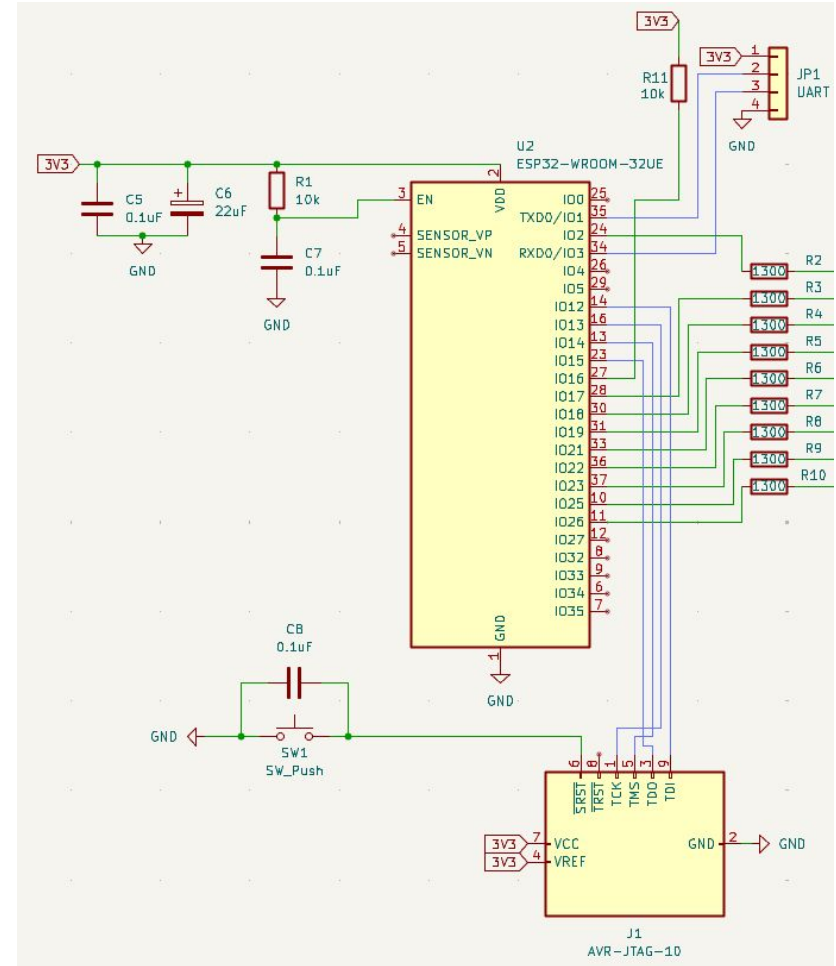 3V3
3V3
1
2
3
4
JP1
UART
GND
R11
10k
U2
ESP32-WROOM-32UE
3V3
C5
0.1uF
C6
22uF
+
R1
10k
C7
0.1uF
GND
GND
2
VDD
3 EN
4 SENSOR_VP
5 SENSOR_VN
IO0 25
TXD0/IO1 35
IO2 24
RXD0/IO3 34
IO4 26
IO5 29
IO12 14
IO13 16
IO14 13
IO15 23
IO16 27
IO17 28
IO18 30
IO19 31
IO21 33
IO22 36
IO23 37
IO25 10
IO26 11
IO27 12
IO32 8
IO33 9
IO34 6
IO35 7
GND
1
GND
1300 R2
1300 R3
1300 R4
1300 R5
1300 R6
1300 R7
1300 R8
1300 R9
1300 R10
C8
0.1uF
GND
SW1
SW_Push
6 8 1 5 3 9
SRST TRST TCK TMS TDO TDI
3V3 7 VCC
3V3 4 VREF
GND 2 GND
J1
AVR-JTAG-10